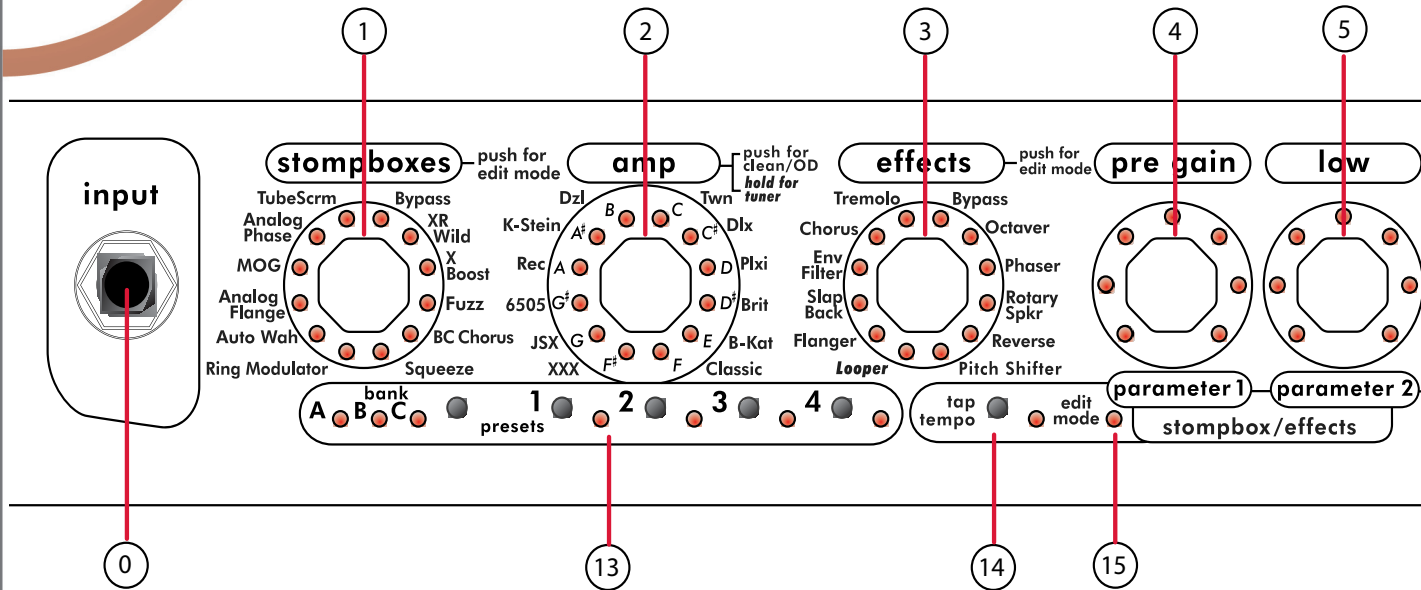 1
2
3
4
5
input
stompboxes
push for
edit mode
TubeScrm
Bypass
Analog
Phase
XR
Wild
MOG
X
Boost
Analog
Flange
Fuzz
Auto Wah
BC Chorus
Ring Modulator
Squeeze
amp
push for
clean/OD
hold for
tuner
Dzl
B
C
Twn
K-Stein
A♯
C♯
Dlx
Rec
A
D
Plxi
6505
G♯
D♯
Brit
JSX
G
E
B-Kat
XXX
F♯
F
Classic
effects
push for
edit mode
Tremolo
Bypass
Chorus
Octaver
Env
Filter
Phaser
Slap
Back
Rotary
Spkr
Flanger
Reverse
Looper
Pitch Shifter
pre gain
low
bank
A B C
presets
1 2 3 4
tap
tempo
edit
mode
parameter 1
parameter 2
stompbox/effects
0
13
14
15